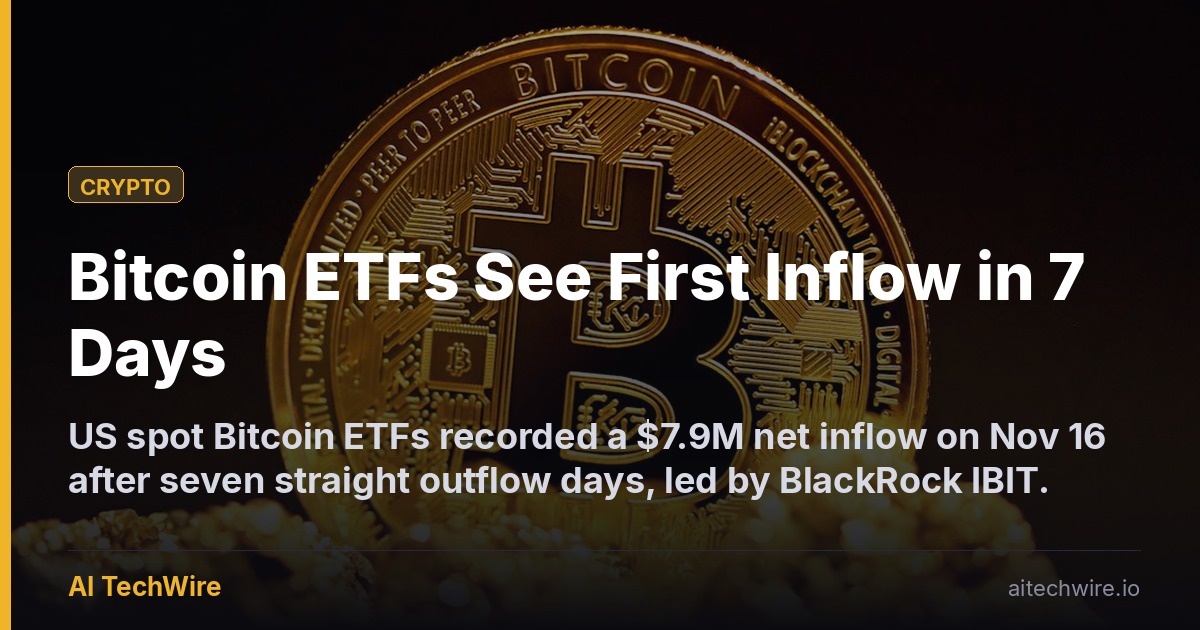 BITCOIN
PEER TO PEER
DECENTRALIZED
DIGITAL
CRYPTO
Bitcoin ETFs See First Inflow in 7
Days
US spot Bitcoin ETFs recorded a $7.9M net inflow on Nov 16
after seven straight outflow days, led by BlackRock IBIT.
AI TechWire
aitechwire.io